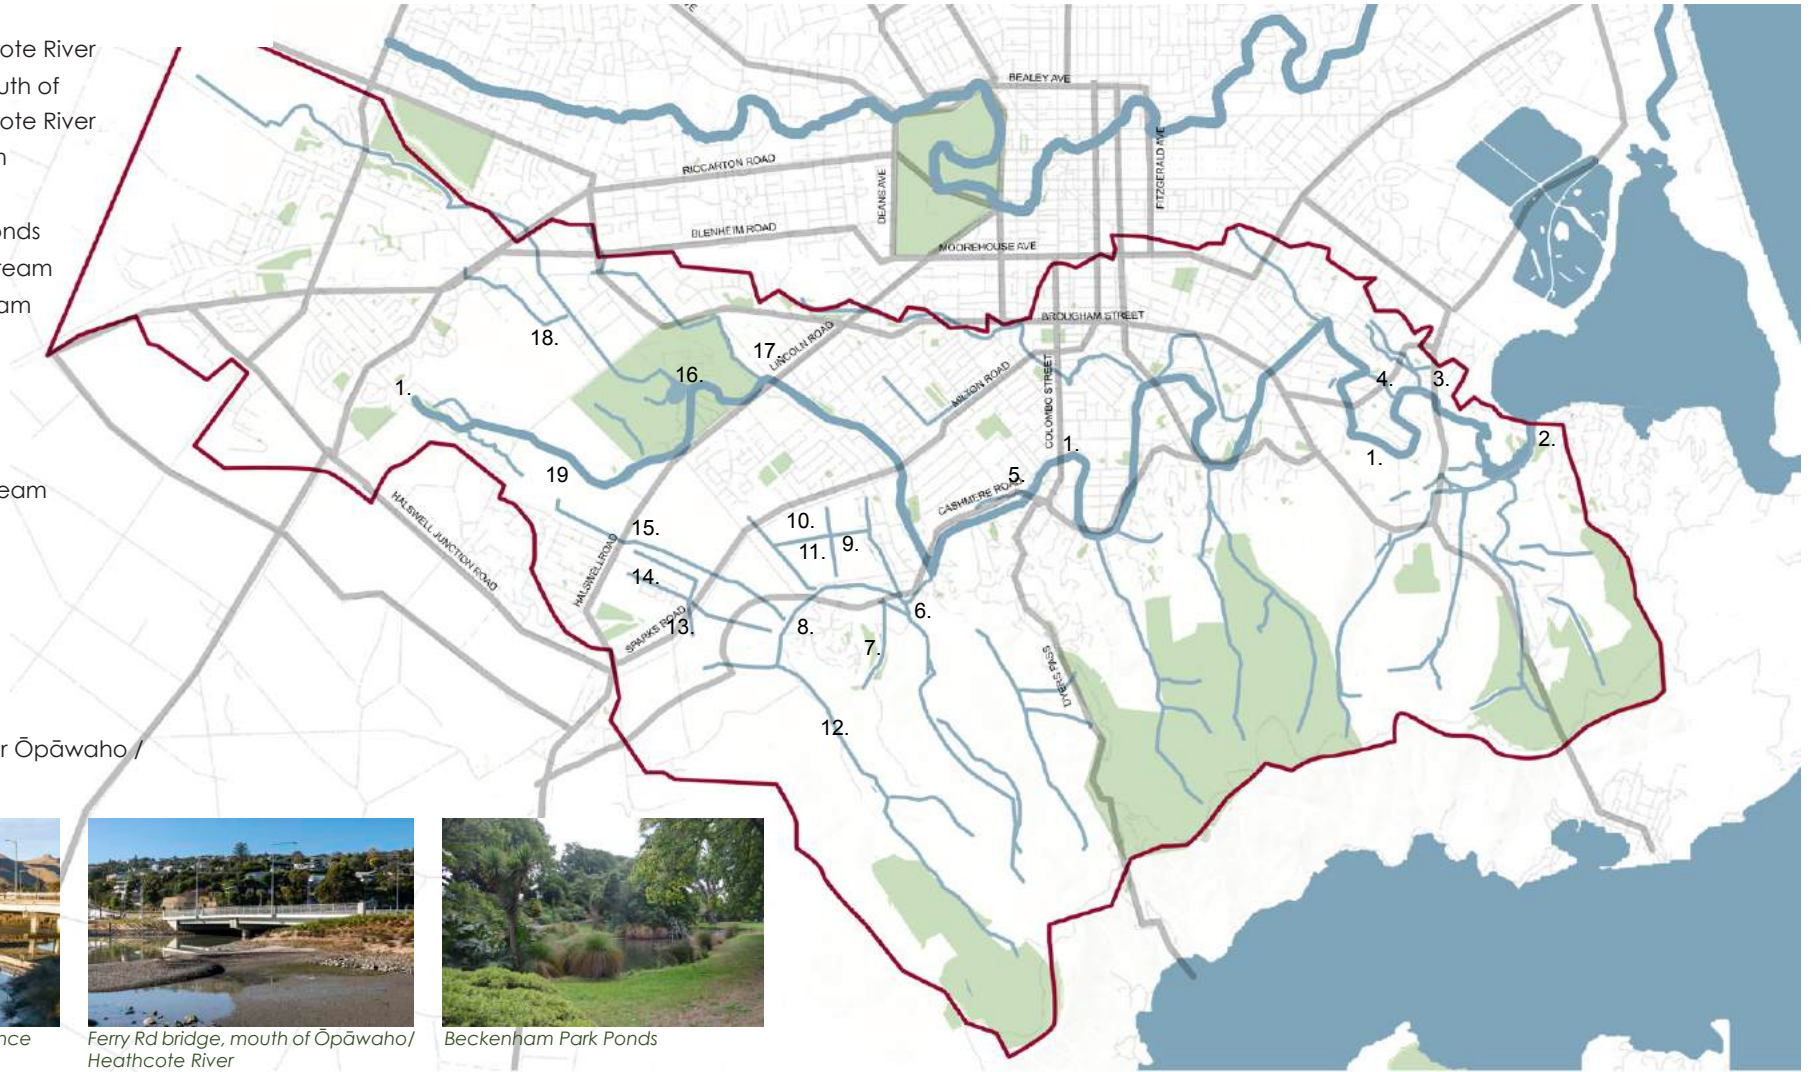 ote River
uth of
ote River
n
onds
ream
am
eam
r Ōpāwaho /
BEALEY AVE
RICCARTON ROAD
DEANS AVE
FITZGERALD AVE
BLENHEIM ROAD
MOOREHOUSE AVE
BROUGHAM STREET
18.
17.
LINCOLN ROAD
16.
1.
MILTON ROAD
COLOMBO STREET
4.
3.
2.
1.
1.
19
5.
CASHMERE ROAD
HALSWELL JUNCTION ROAD
HALSWELL ROAD
15.
10.
11.
9.
14.
SPARKS ROAD
13.
8.
6.
7.
DYERS PASS
12.
nce
Ferry Rd bridge, mouth of Ōpāwaho/
Heathcote River
Beckenham Park Ponds